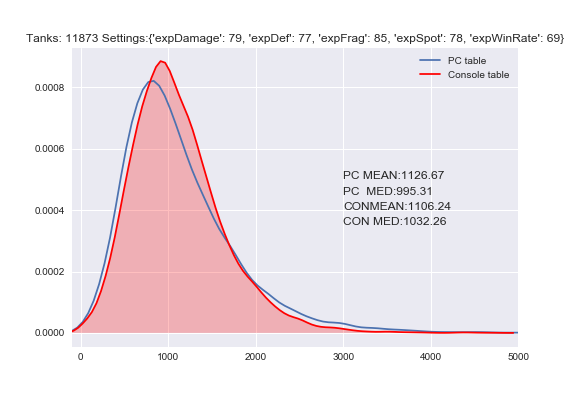 Tanks: 11873 Settings:{'expDamage': 79, 'expDef': 77, 'expFrag': 85, 'expSpot': 78, 'expWinRate': 69}
PC table
Console table
0.0008
0.0006
0.0004
0.0002
0.0000
PC MEAN:1126.67
PC  MED:995.31
CONMEAN:1106.24
CON MED:1032.26
0 1000 2000 3000 4000 5000